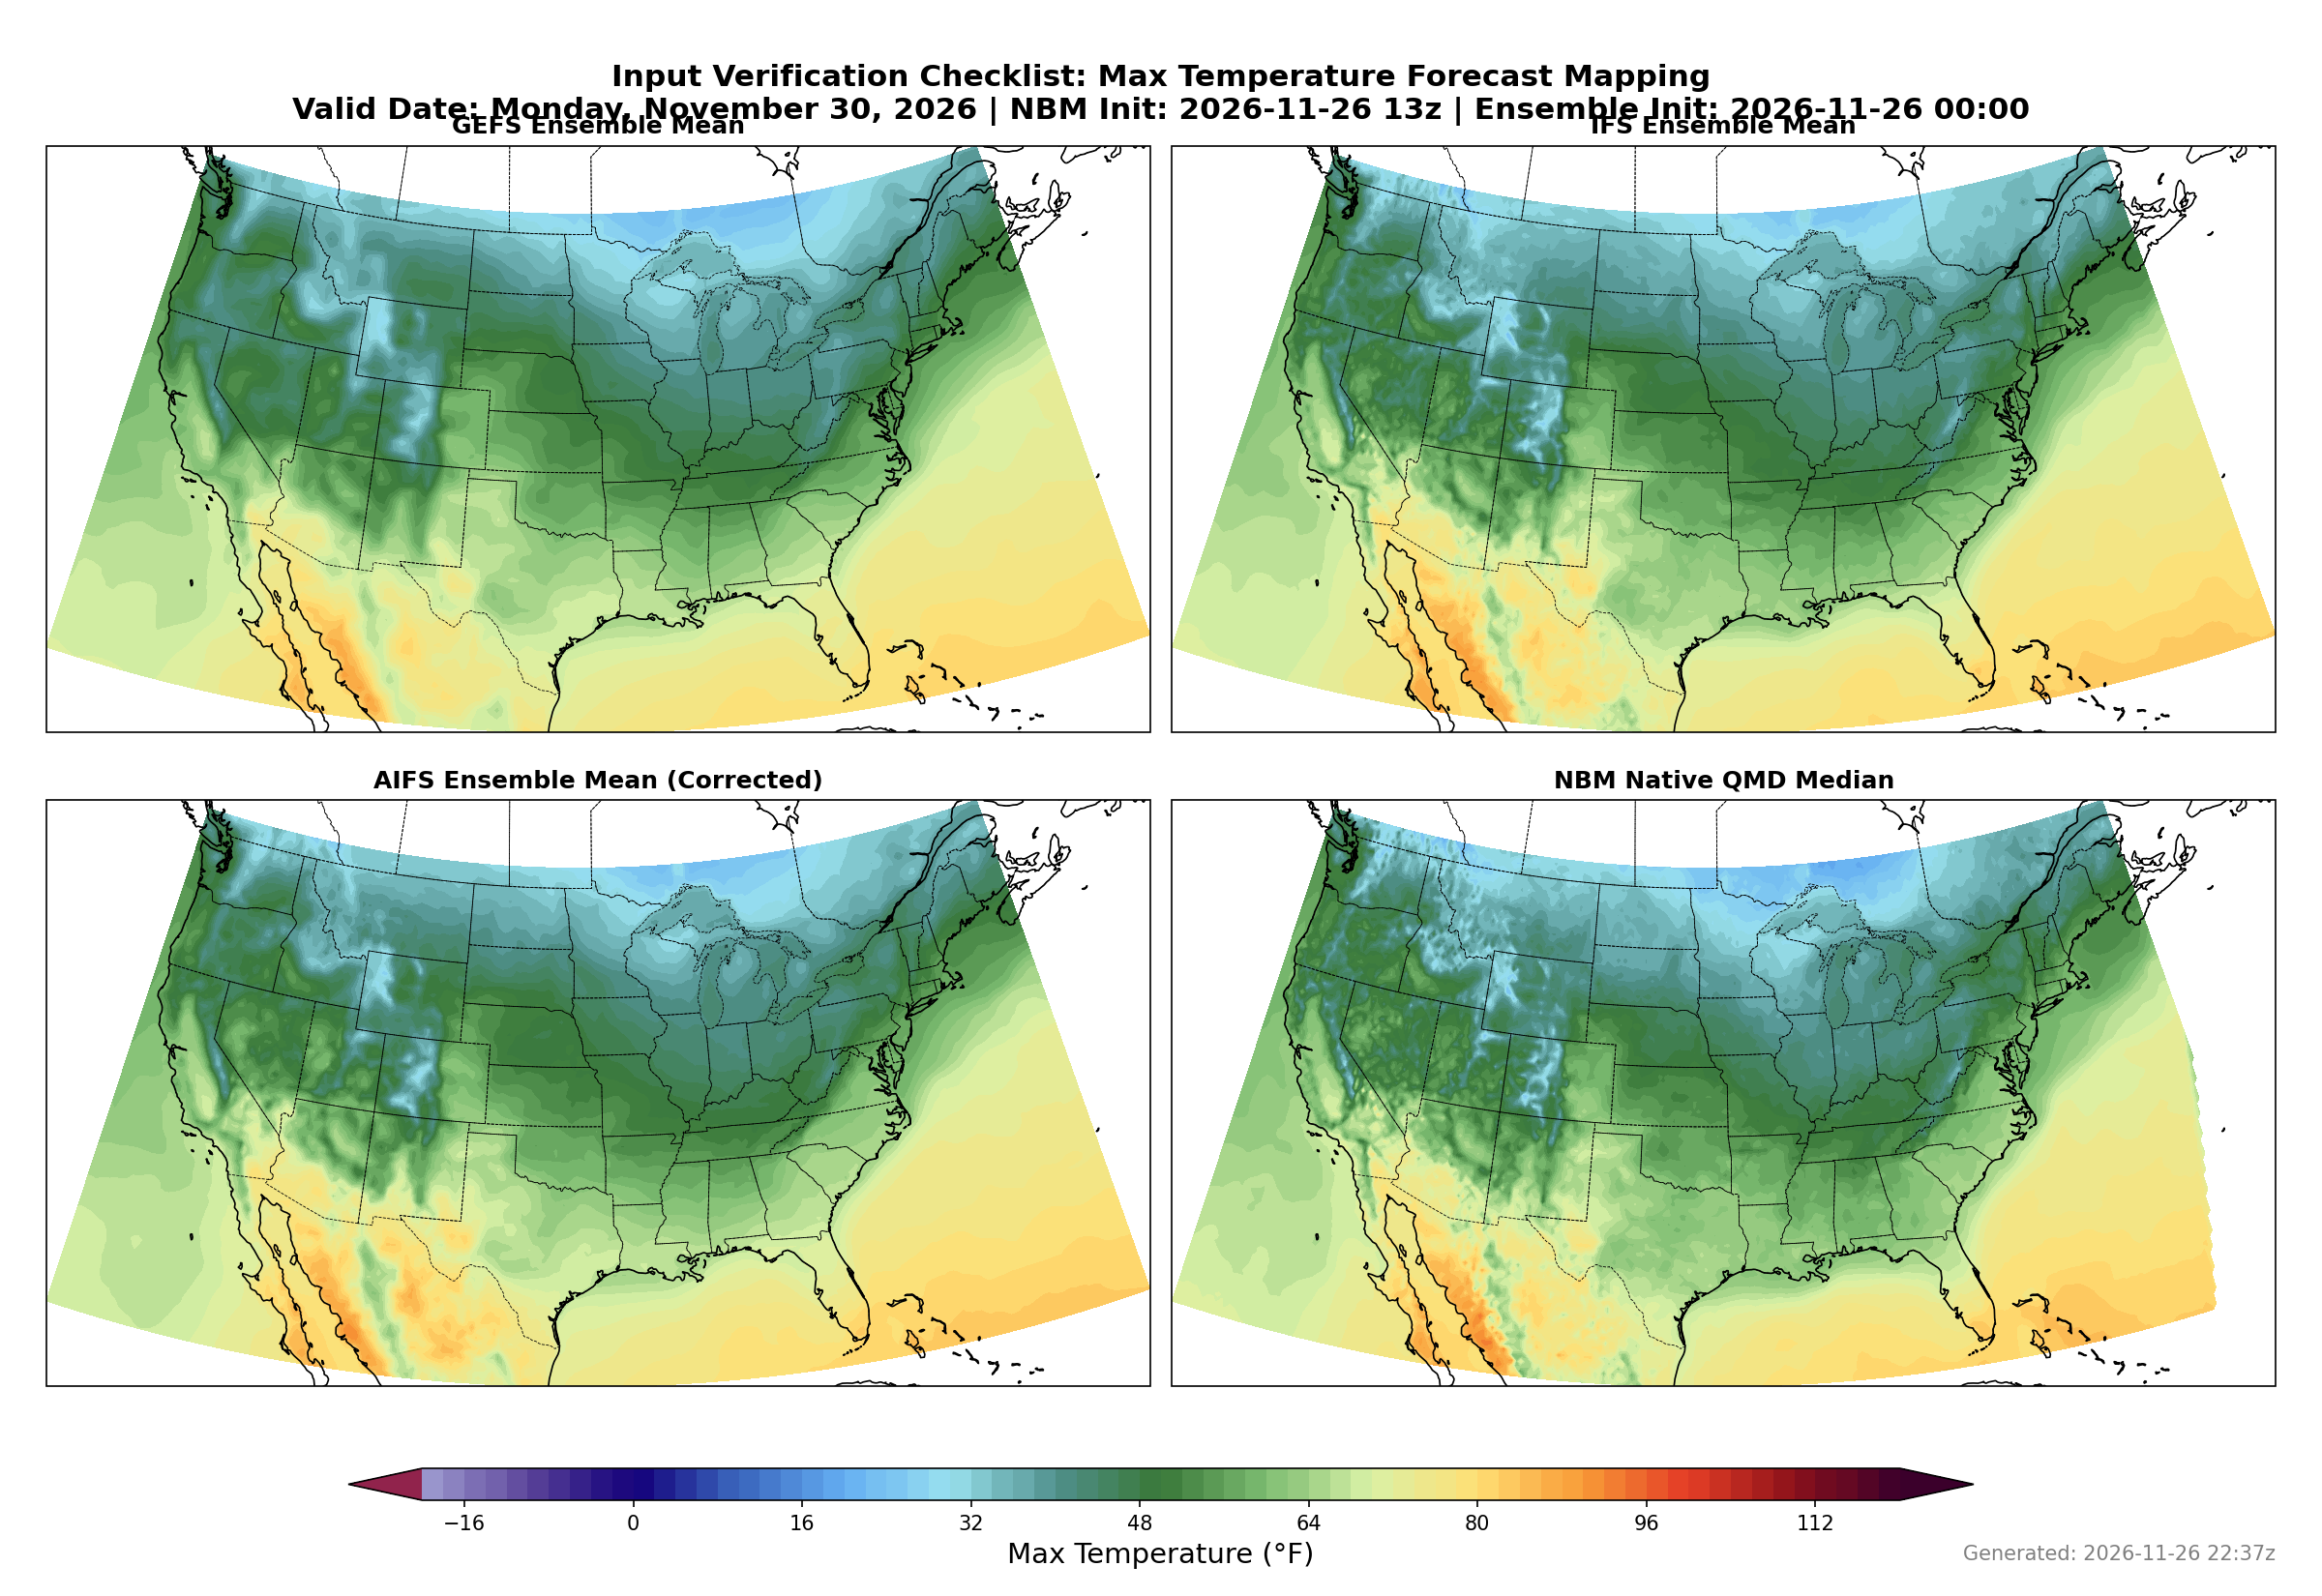 Input Verification Checklist: Max Temperature Forecast Mapping
Valid Date: Monday, November 30, 2026 | NBM Init: 2026-11-26 13z | Ensemble Init: 2026-11-26 00:00
GEFS Ensemble Mean
IFS Ensemble Mean
AIFS Ensemble Mean (Corrected)
NBM Native QMD Median
−16 0 16 32 48 64 80 96 112
Max Temperature (°F)
Generated: 2026-11-26 22:37z